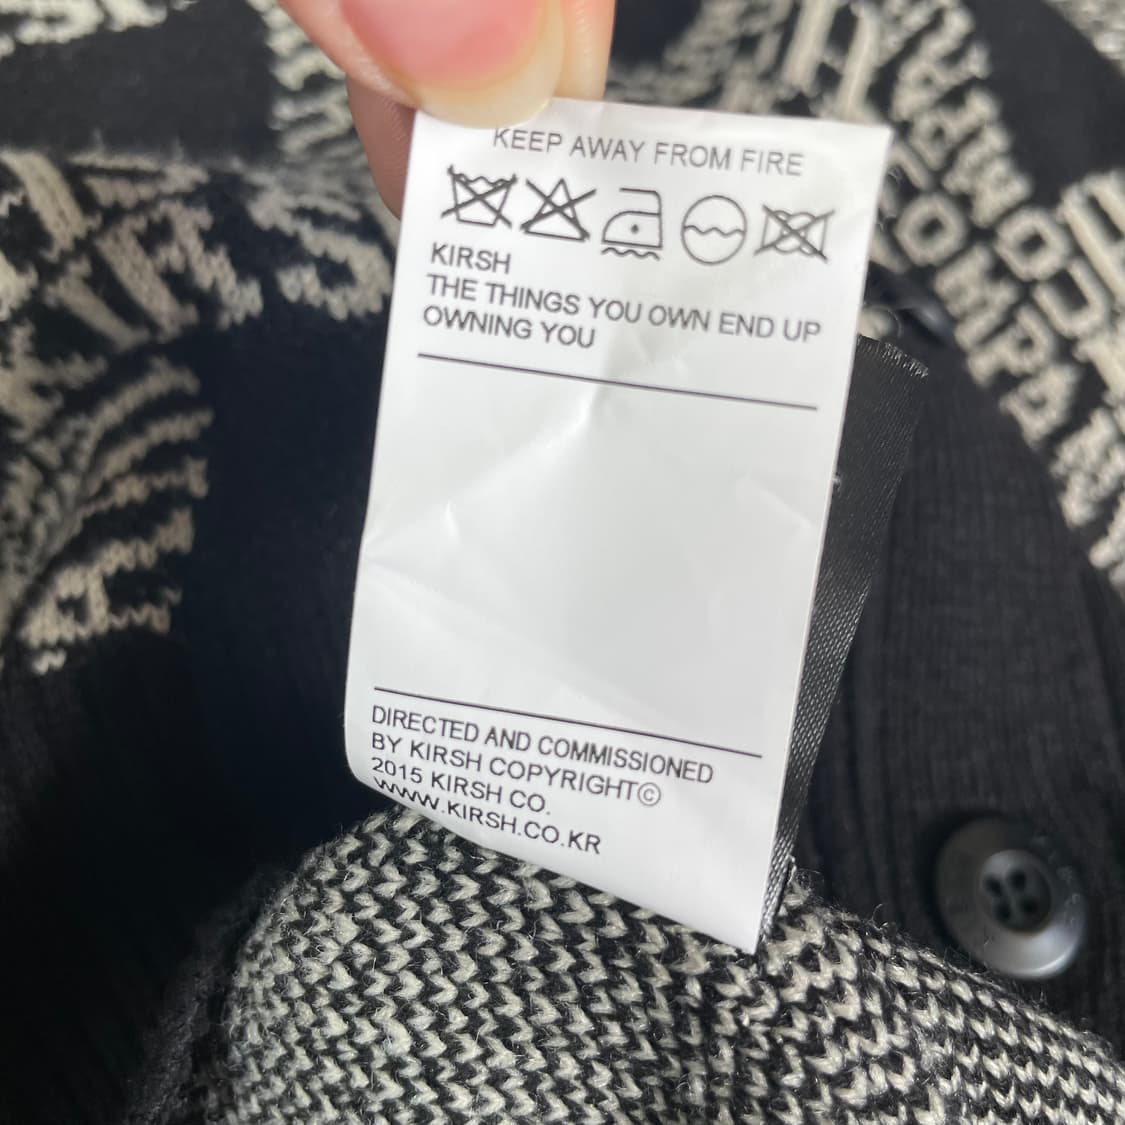 KEEP AWAY FROM FIRE
KIRSH
THE THINGS YOU OWN END UP
OWNING YOU
DIRECTED AND COMMISSIONED
BY KIRSH COPYRIGHT©
2015 KIRSH CO.
WWW.KIRSH.CO.KR
COMPANY